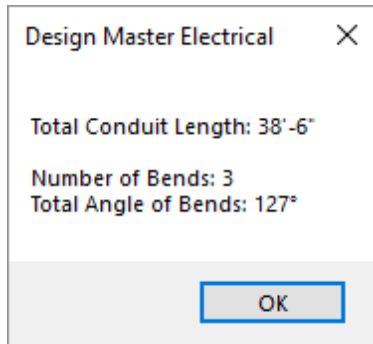 Design Master Electrical
Total Conduit Length: 38'-6"
Number of Bends: 3
Total Angle of Bends: 127°
OK